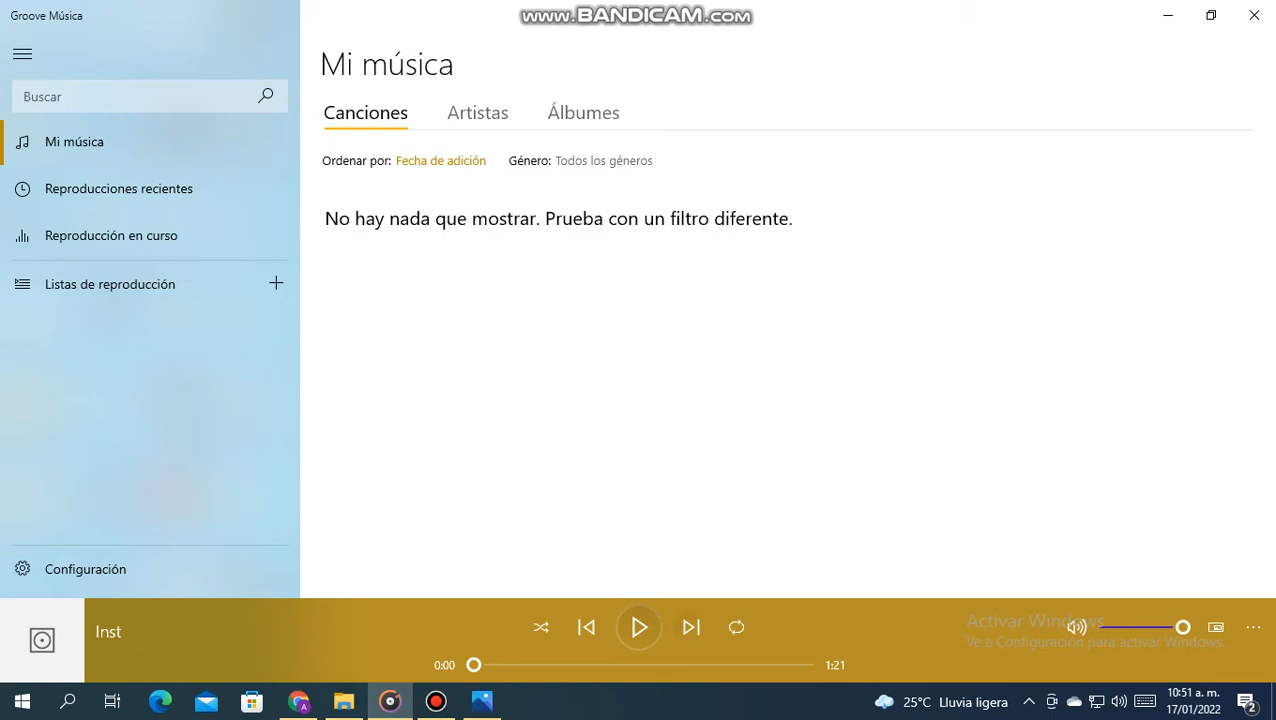 Groove Música
www.BANDICAM.com
Mi música
Buscar
Canciones Artistas Álbumes
Mi música
Ordenar por: Fecha de adición Género: Todos los géneros
Reproducciones recientes
No hay nada que mostrar. Prueba con un filtro diferente.
Reproducción en curso
Listas de reproducción
Configuración
Inst
Activar Windows
Ve a Configuración para activar Windows.
0:00 1:21
25°C Lluvia ligera
10:51 a. m.
17/01/2022
2